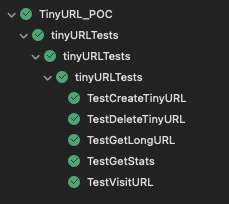 TinyURL_POC
tinyURLTests
tinyURLTests
tinyURLTests
TestCreateTinyURL
TestDeleteTinyURL
TestGetLongURL
TestGetStats
TestVisitURL